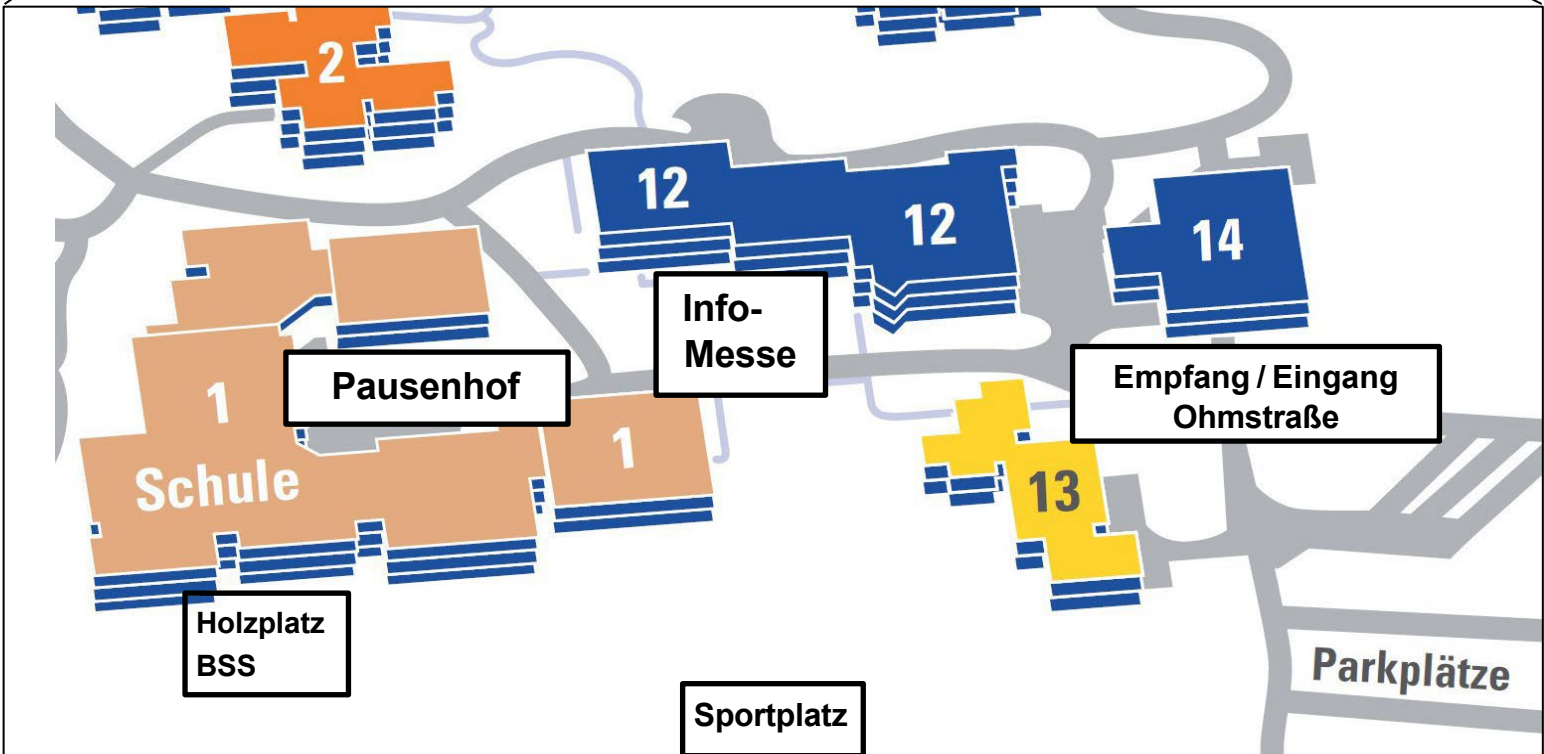 2
12
12
14
Info-
Messe
Pausenhof
Empfang / Eingang
Ohmstraße
1
1
Schule
13
Holzplatz
BSS
Parkplätze
Sportplatz